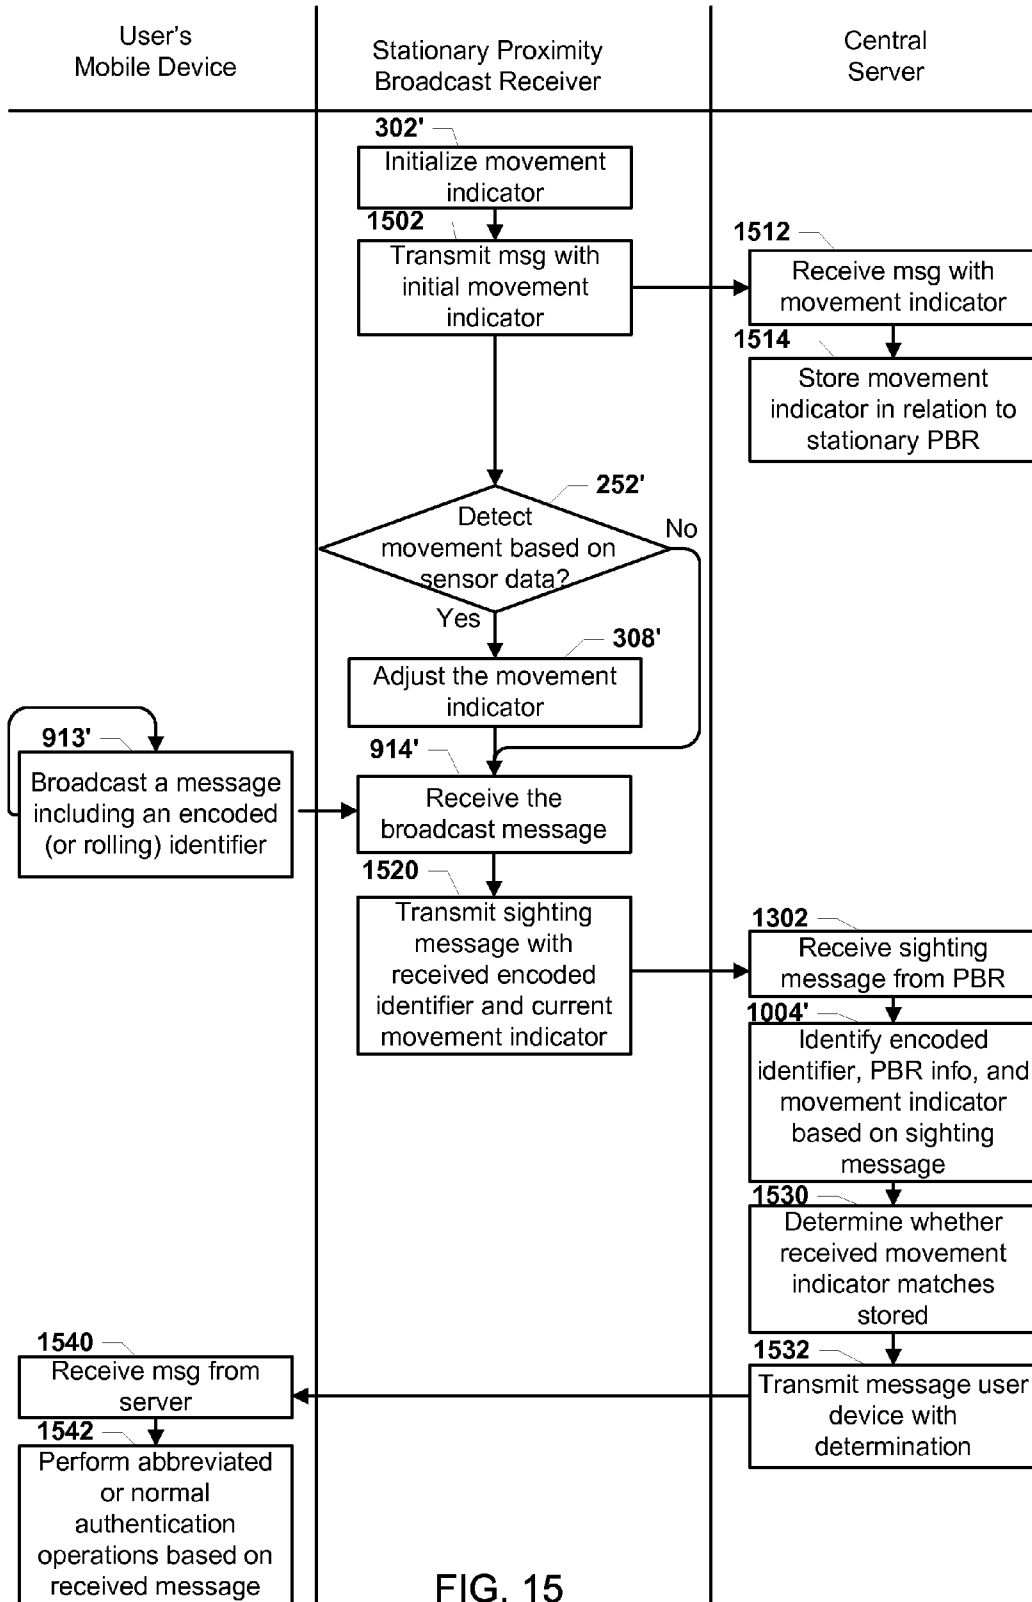 User's
Mobile Device
Stationary Proximity
Broadcast Receiver
Central
Server
302'
Initialize movement
indicator
1502
Transmit msg with
initial movement
indicator
1512
Receive msg with
movement indicator
1514
Store movement
indicator in relation to
stationary PBR
252'
Detect
movement based on
sensor data?
No
Yes
308'
Adjust the movement
indicator
913'
Broadcast a message
including an encoded
(or rolling) identifier
914'
Receive the
broadcast message
1520
Transmit sighting
message with
received encoded
identifier and current
movement indicator
1302
Receive sighting
message from PBR
1004'
Identify encoded
identifier, PBR info, and
movement indicator
based on sighting
message
1530
Determine whether
received movement
indicator matches
stored
1532
Transmit message user
device with
determination
1540
Receive msg from
server
1542
Perform abbreviated
or normal
authentication
operations based on
received message
FIG. 15